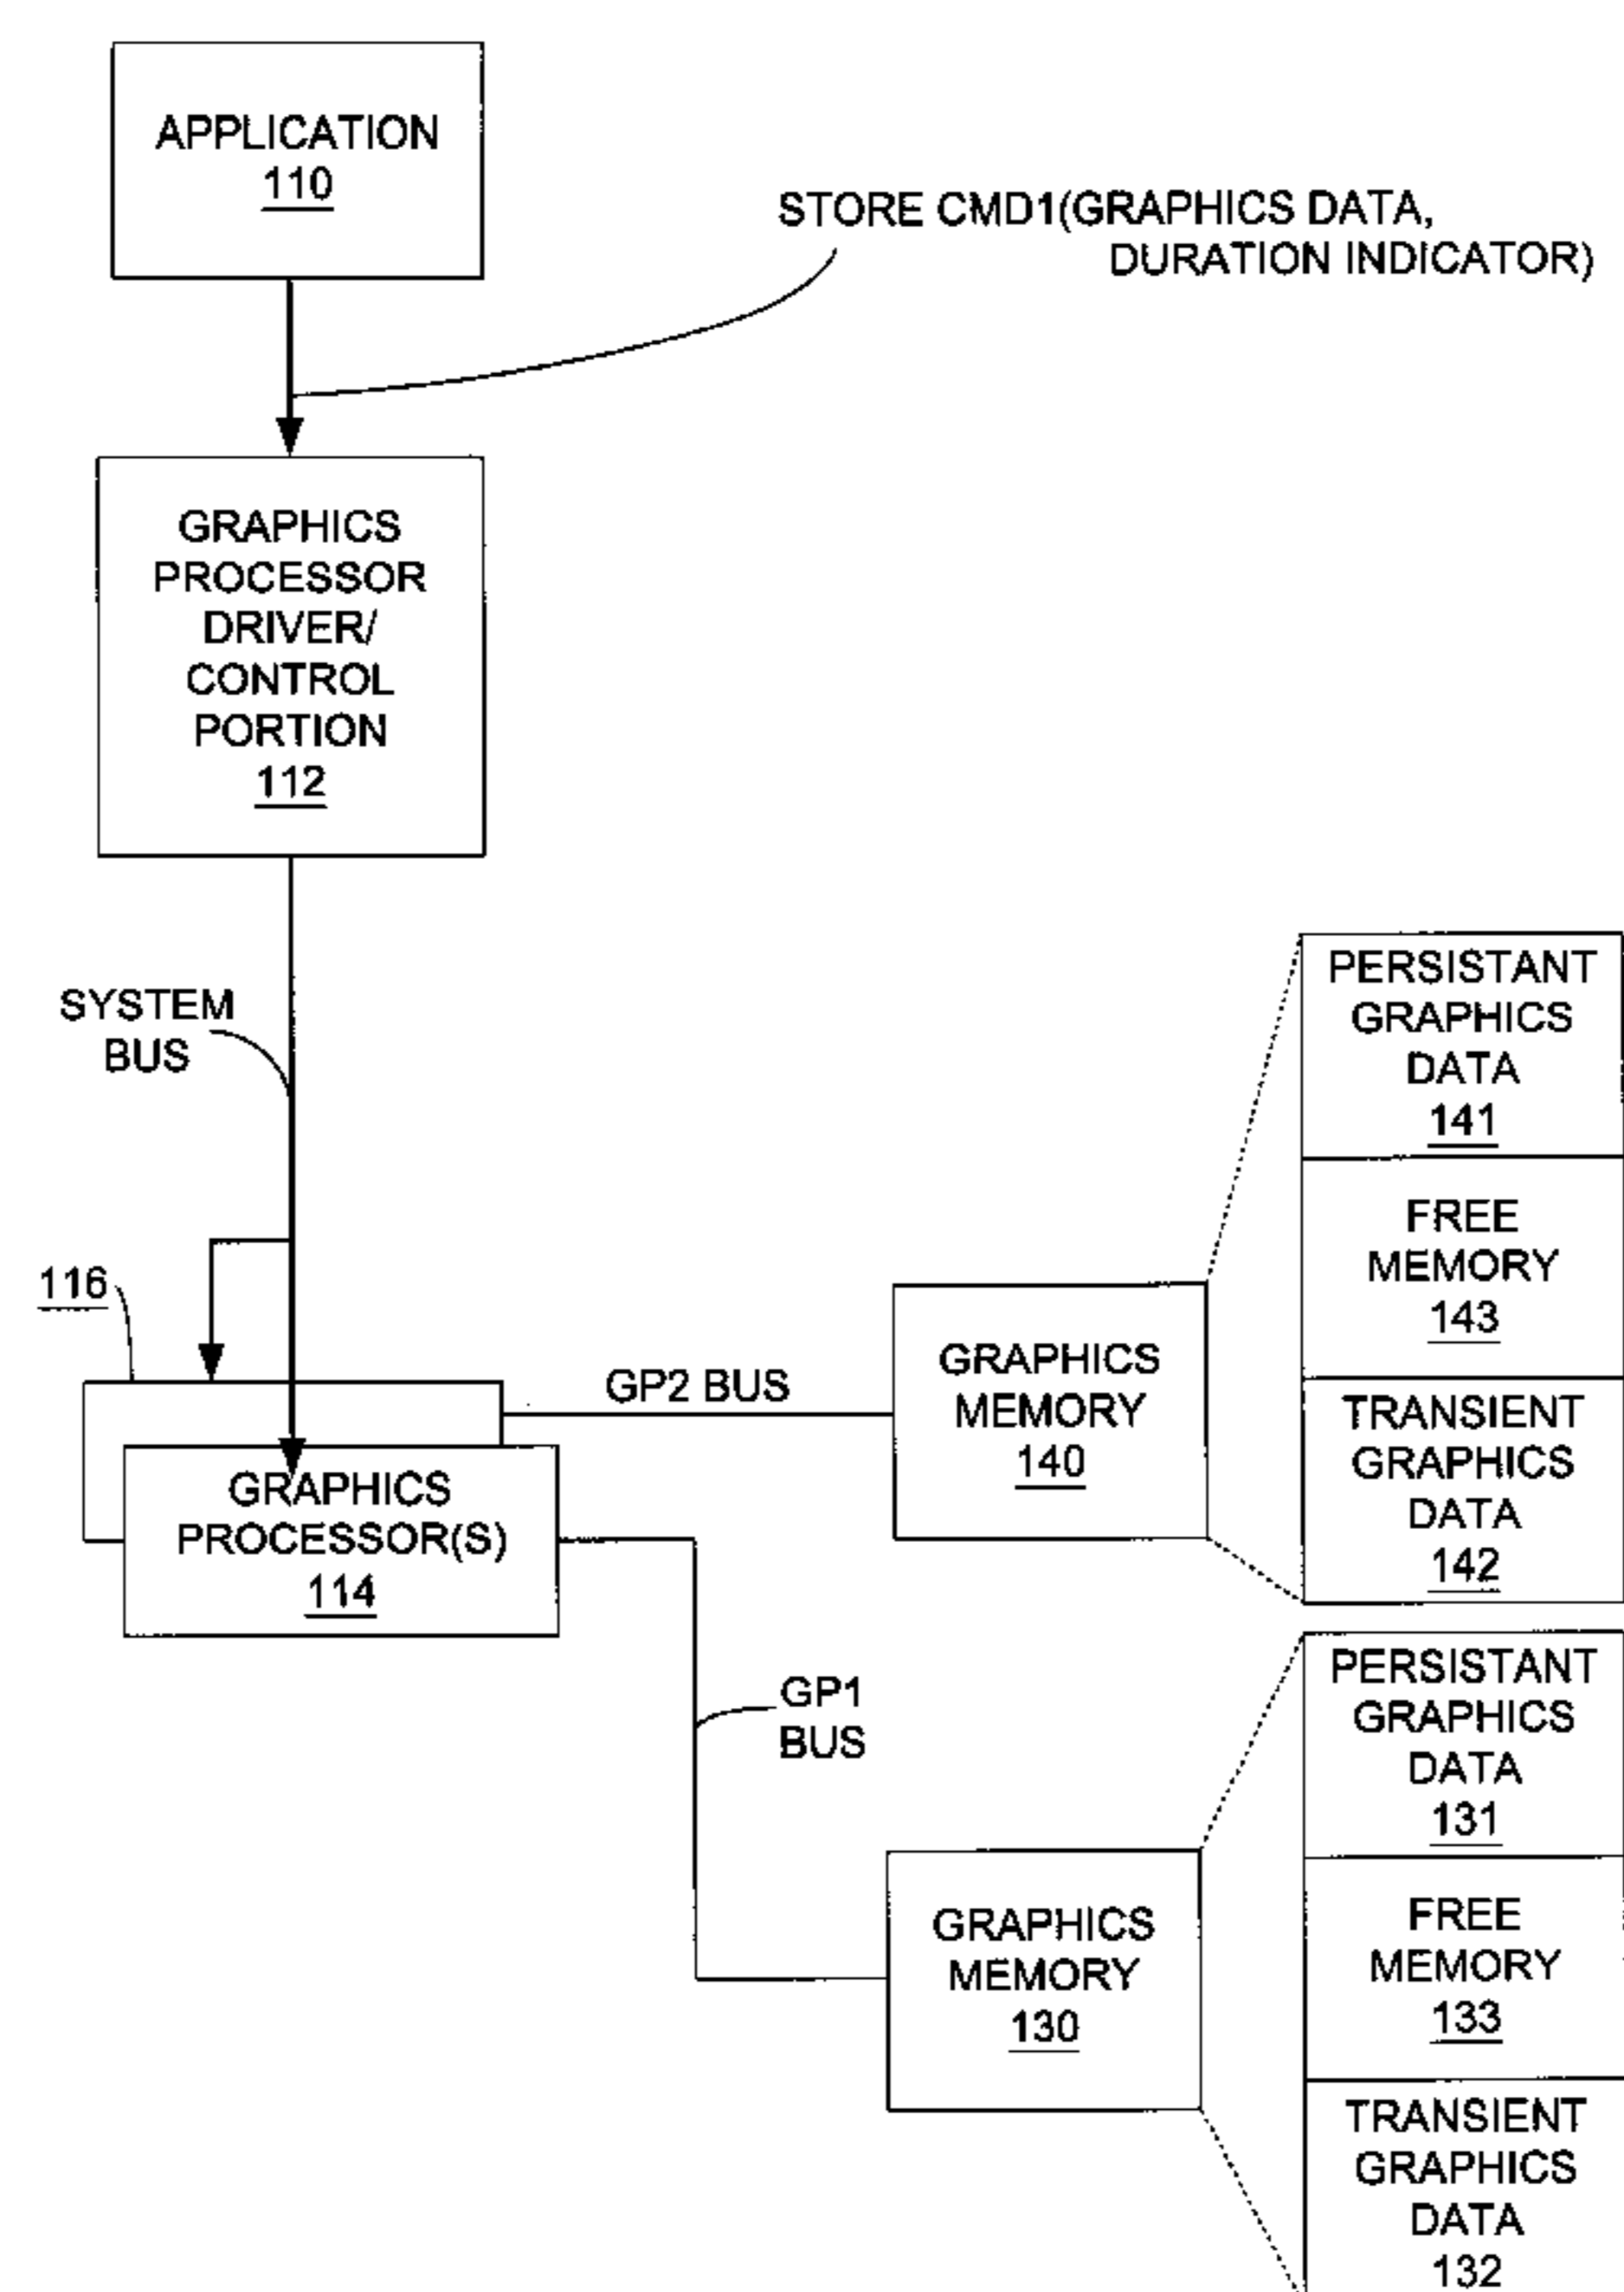 APPLICATION
110
STORE CMD1(GRAPHICS DATA,
DURATION INDICATOR)
GRAPHICS
PROCESSOR
DRIVER/
CONTROL
PORTION
112
SYSTEM
BUS
116
GRAPHICS
PROCESSOR(S)
114
GP2 BUS
GRAPHICS
MEMORY
140
PERSISTANT
GRAPHICS
DATA
141
FREE
MEMORY
143
TRANSIENT
GRAPHICS
DATA
142
GP1
BUS
GRAPHICS
MEMORY
130
PERSISTANT
GRAPHICS
DATA
131
FREE
MEMORY
133
TRANSIENT
GRAPHICS
DATA
132